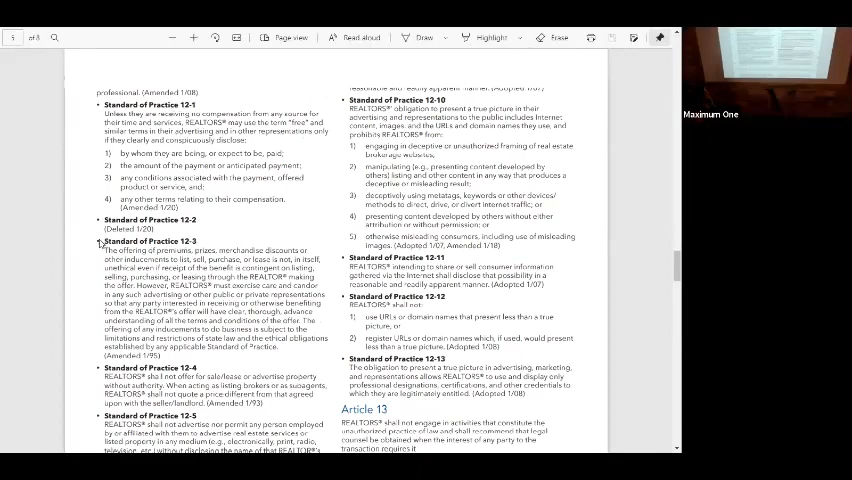 5 of 8
Page view
Read aloud
Draw
Highlight
Erase
Maximum One
professional. (Amended 1/08)
• Standard of Practice 12-1
Unless they are receiving no compensation from any source for
their time and services, REALTORS® may use the term "free" and
similar terms in their advertising and in other representations only
if they clearly and conspicuously disclose:
1) by whom they are being, or expect to be, paid;
2) the amount of the payment or anticipated payment;
3) any conditions associated with the payment, offered
product or service, and;
4) any other terms relating to their compensation.
(Amended 1/20)
• Standard of Practice 12-2
(Deleted 1/20)
• Standard of Practice 12-3
The offering of premiums, prizes, merchandise discounts or
other inducements to list, sell, purchase, or lease is not, in itself,
unethical even if receipt of the benefit is contingent on listing,
selling, purchasing, or leasing through the REALTOR® making
the offer. However, REALTORS® must exercise care and candor
in any such advertising or other public or private representations
so that any party interested in receiving or otherwise benefiting
from the REALTOR®'s offer will have clear, thorough, advance
understanding of all the terms and conditions of the offer. The
offering of any inducements to do business is subject to the
limitations and restrictions of state law and the ethical obligations
established by any applicable Standard of Practice.
(Amended 1/95)
• Standard of Practice 12-4
REALTORS® shall not offer for sale/lease or advertise property
without authority. When acting as listing brokers or as subagents,
REALTORS® shall not quote a price different from that agreed
upon with the seller/landlord. (Amended 1/93)
• Standard of Practice 12-5
REALTORS® shall not advertise nor permit any person employed
by or affiliated with them to advertise real estate services or
listed property in any medium (e.g., electronically, print, radio,
television, etc.) without disclosing the name of that REALTOR®'s
reasonable and readily apparent manner. (Adopted 1/07)
• Standard of Practice 12-10
REALTORS®' obligation to present a true picture in their
advertising and representations to the public includes Internet
content, images, and the URLs and domain names they use, and
prohibits REALTORS® from:
1) engaging in deceptive or unauthorized framing of real estate
brokerage websites;
2) manipulating (e.g., presenting content developed by
others) listing and other content in any way that produces a
deceptive or misleading result;
3) deceptively using metatags, keywords or other devices/
methods to direct, drive, or divert Internet traffic; or
4) presenting content developed by others without either
attribution or without permission; or
5) otherwise misleading consumers, including use of misleading
images. (Adopted 1/07, Amended 1/18)
• Standard of Practice 12-11
REALTORS® intending to share or sell consumer information
gathered via the Internet shall disclose that possibility in a
reasonable and readily apparent manner. (Adopted 1/07)
• Standard of Practice 12-12
REALTORS® shall not:
1) use URLs or domain names that present less than a true
picture, or
2) register URLs or domain names which, if used, would present
less than a true picture. (Adopted 1/08)
• Standard of Practice 12-13
The obligation to present a true picture in advertising, marketing,
and representations allows REALTORS® to use and display only
professional designations, certifications, and other credentials to
which they are legitimately entitled. (Adopted 1/08)
Article 13
REALTORS® shall not engage in activities that constitute the
unauthorized practice of law and shall recommend that legal
counsel be obtained when the interest of any party to the
transaction requires it